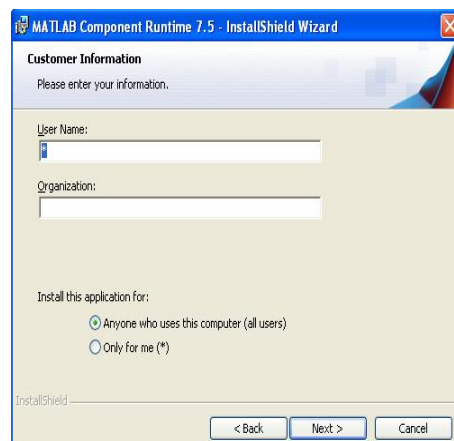 MATLAB Component Runtime 7.5 - InstallShield Wizard
Customer Information
Please enter your information.
User Name:
*
Organization:
Install this application for:
Anyone who uses this computer (all users)
Only for me (*)
InstallShield
< Back Next > Cancel